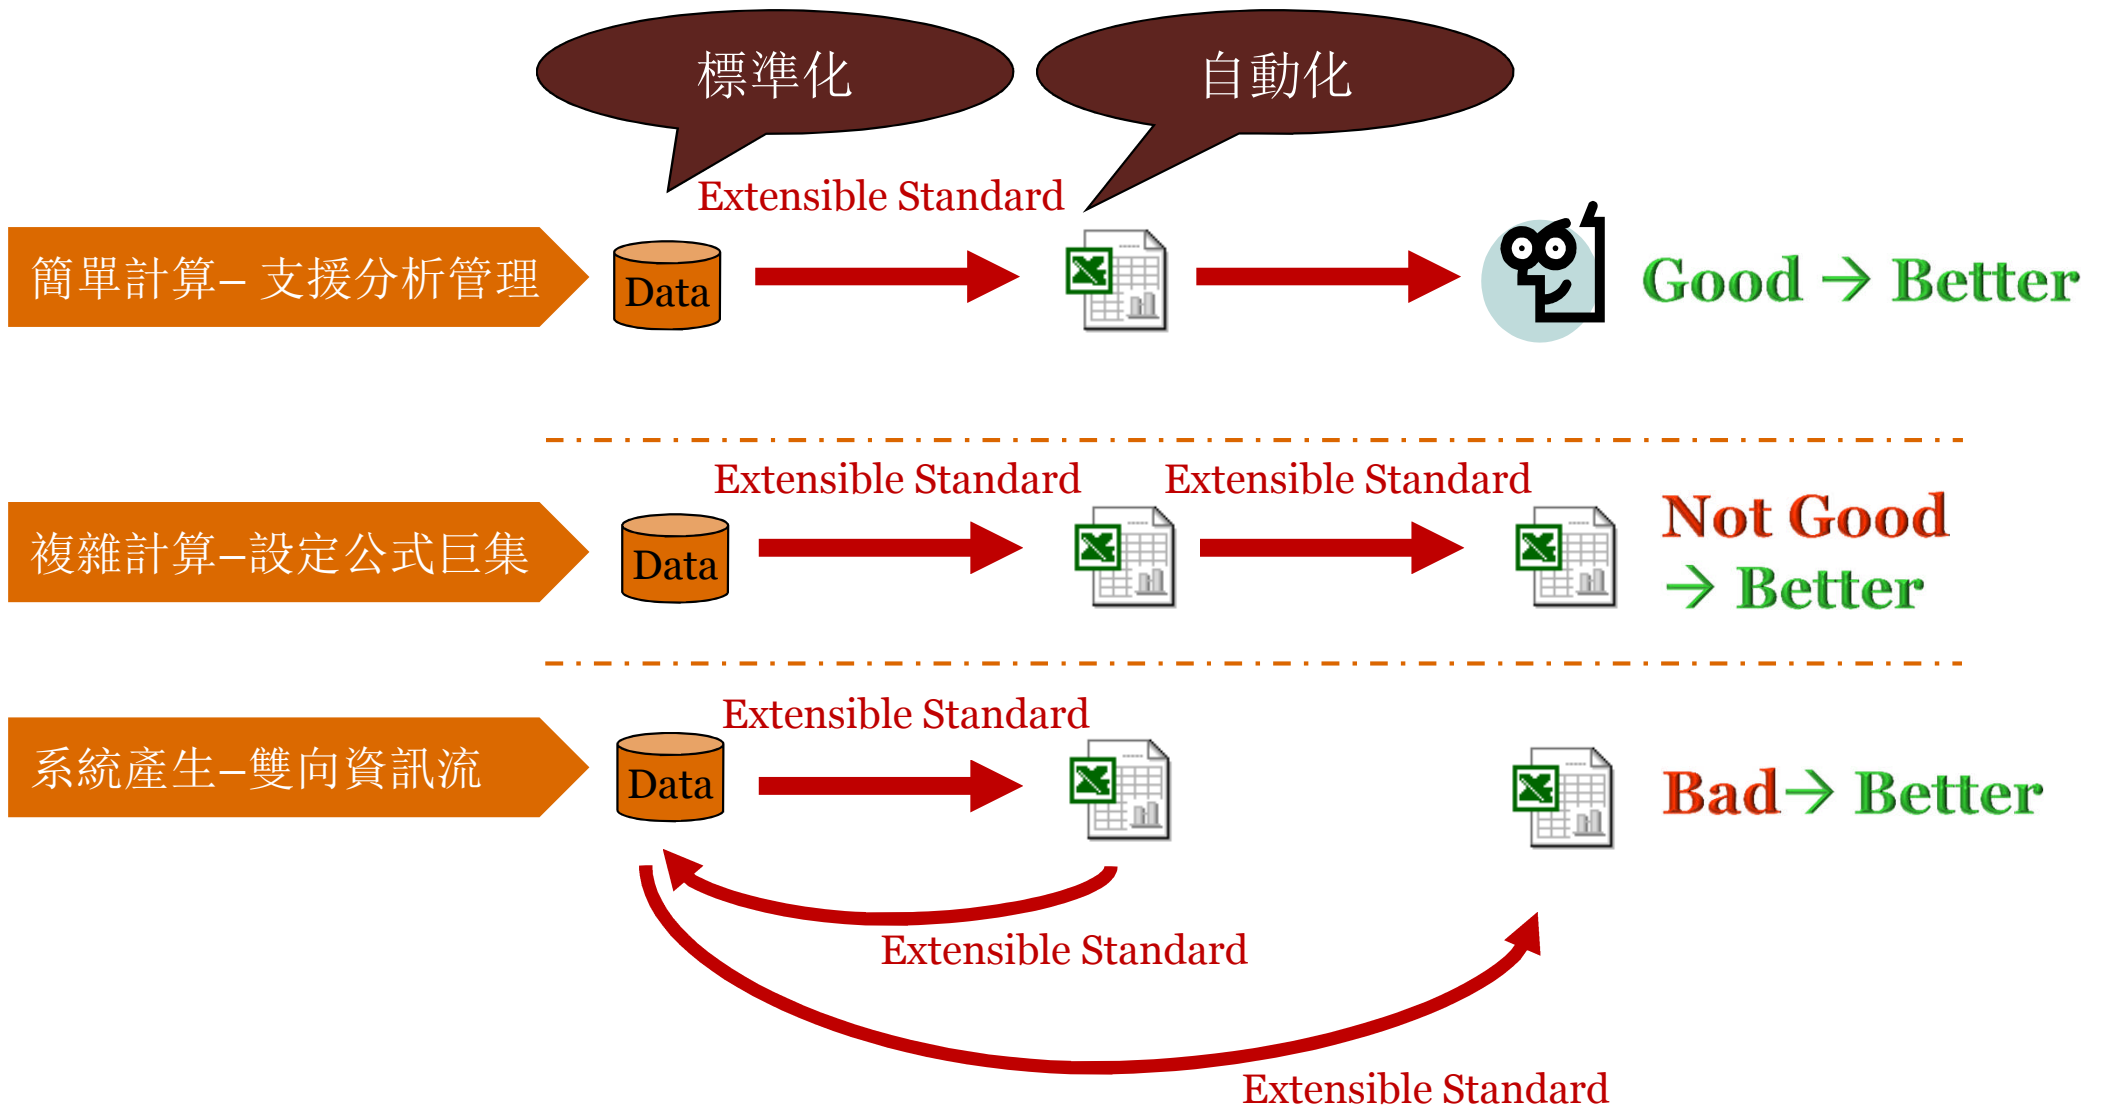 標準化
自動化
Extensible Standard
簡單計算– 支援分析管理
Data
Good → Better
Extensible Standard
Extensible Standard
複雜計算–設定公式巨集
Data
Not Good
→ Better
Extensible Standard
系統產生–雙向資訊流
Data
Bad→ Better
Extensible Standard
Extensible Standard